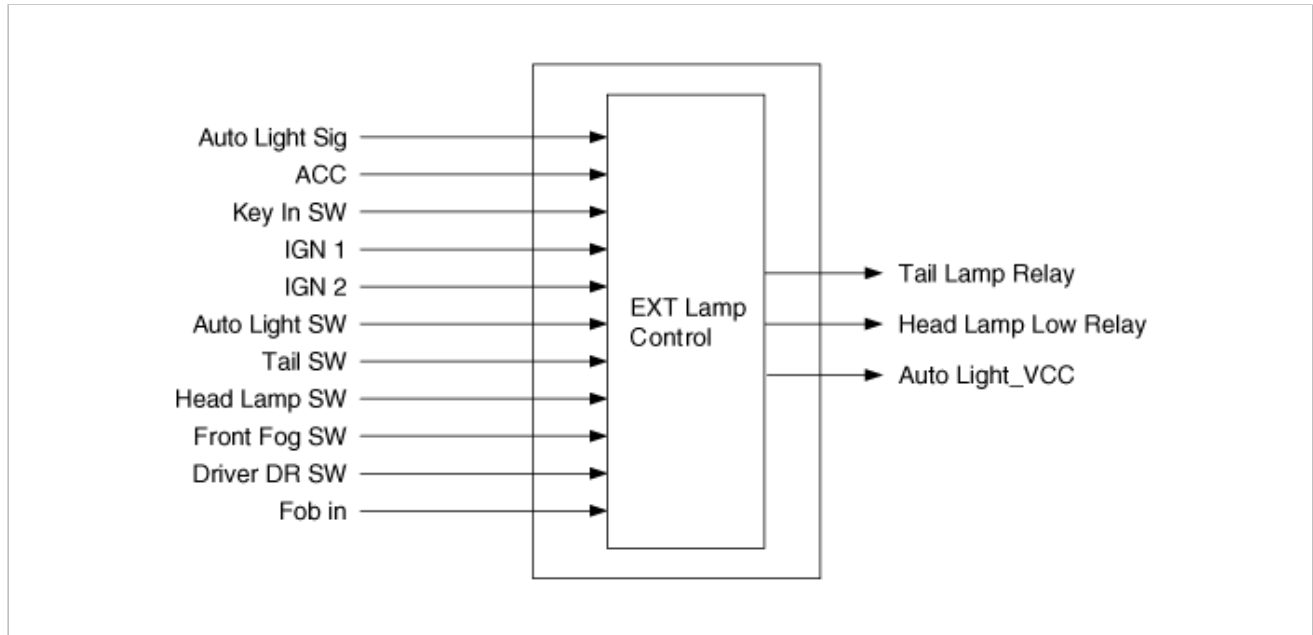 Auto Light Sig
ACC
Key In SW
IGN 1
IGN 2
Auto Light SW
Tail SW
Head Lamp SW
Front Fog SW
Driver DR SW
Fob in
EXT Lamp
Control
Tail Lamp Relay
Head Lamp Low Relay
Auto Light_VCC